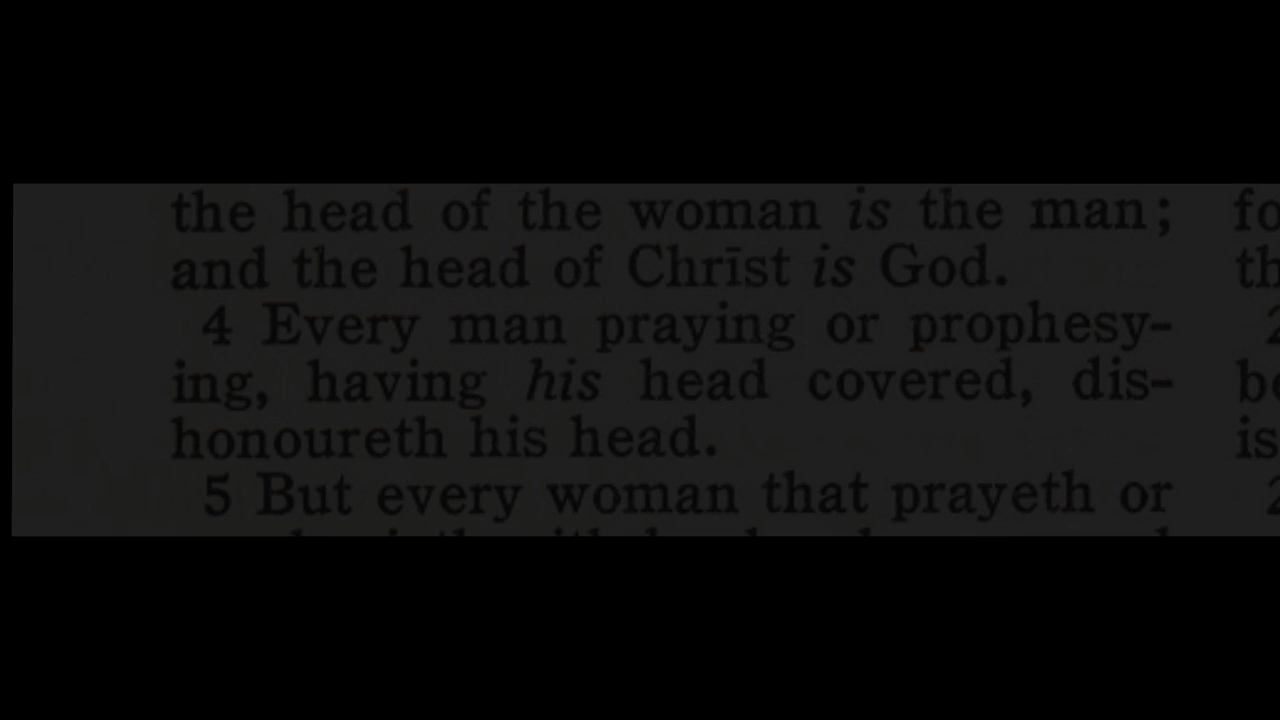 the head of the woman is the man;
and the head of Chrīst is God.
4 Every man praying or prophesy-
ing, having his head covered, dis-
honoureth his head.
5 But every woman that prayeth or